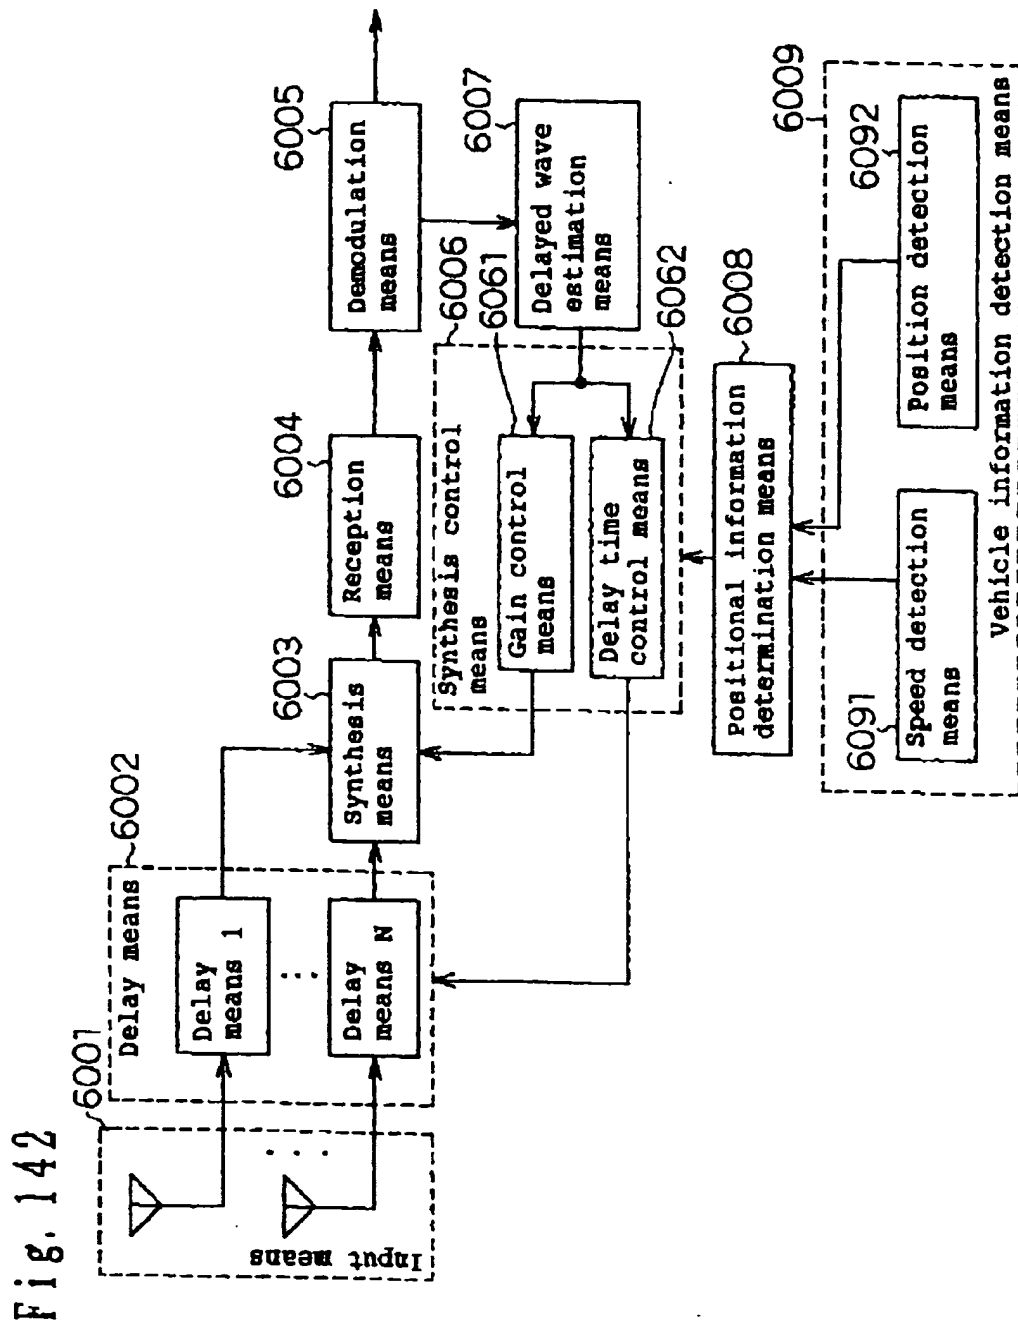 Fig. 142
6001
Input means
6002
Delay means
Delay
means 1
. . .
Delay
means N
6003
Synthesis
means
6004
Reception
means
6005
Demodulation
means
6006
Synthesis control
means
6061
Gain control
means
6062
Delay time
control means
6007
Delayed wave
estimation
means
6008
Positional information
determination means
6009
6091
Speed detection
means
6092
Position detection
means
Vehicle information detection means